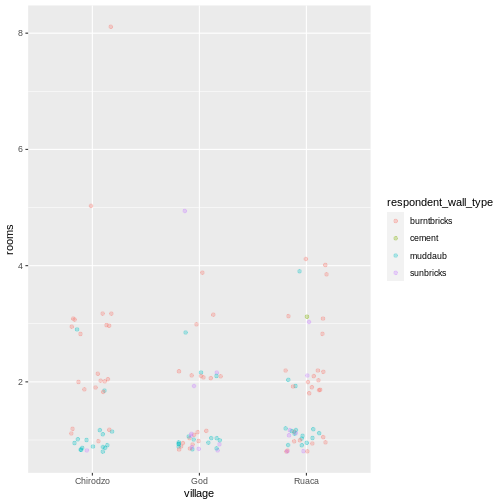 8
6
4
2
rooms
Chirodzo
God
Ruaca
village
respondent_wall_type
burntbricks
cement
muddaub
sunbricks